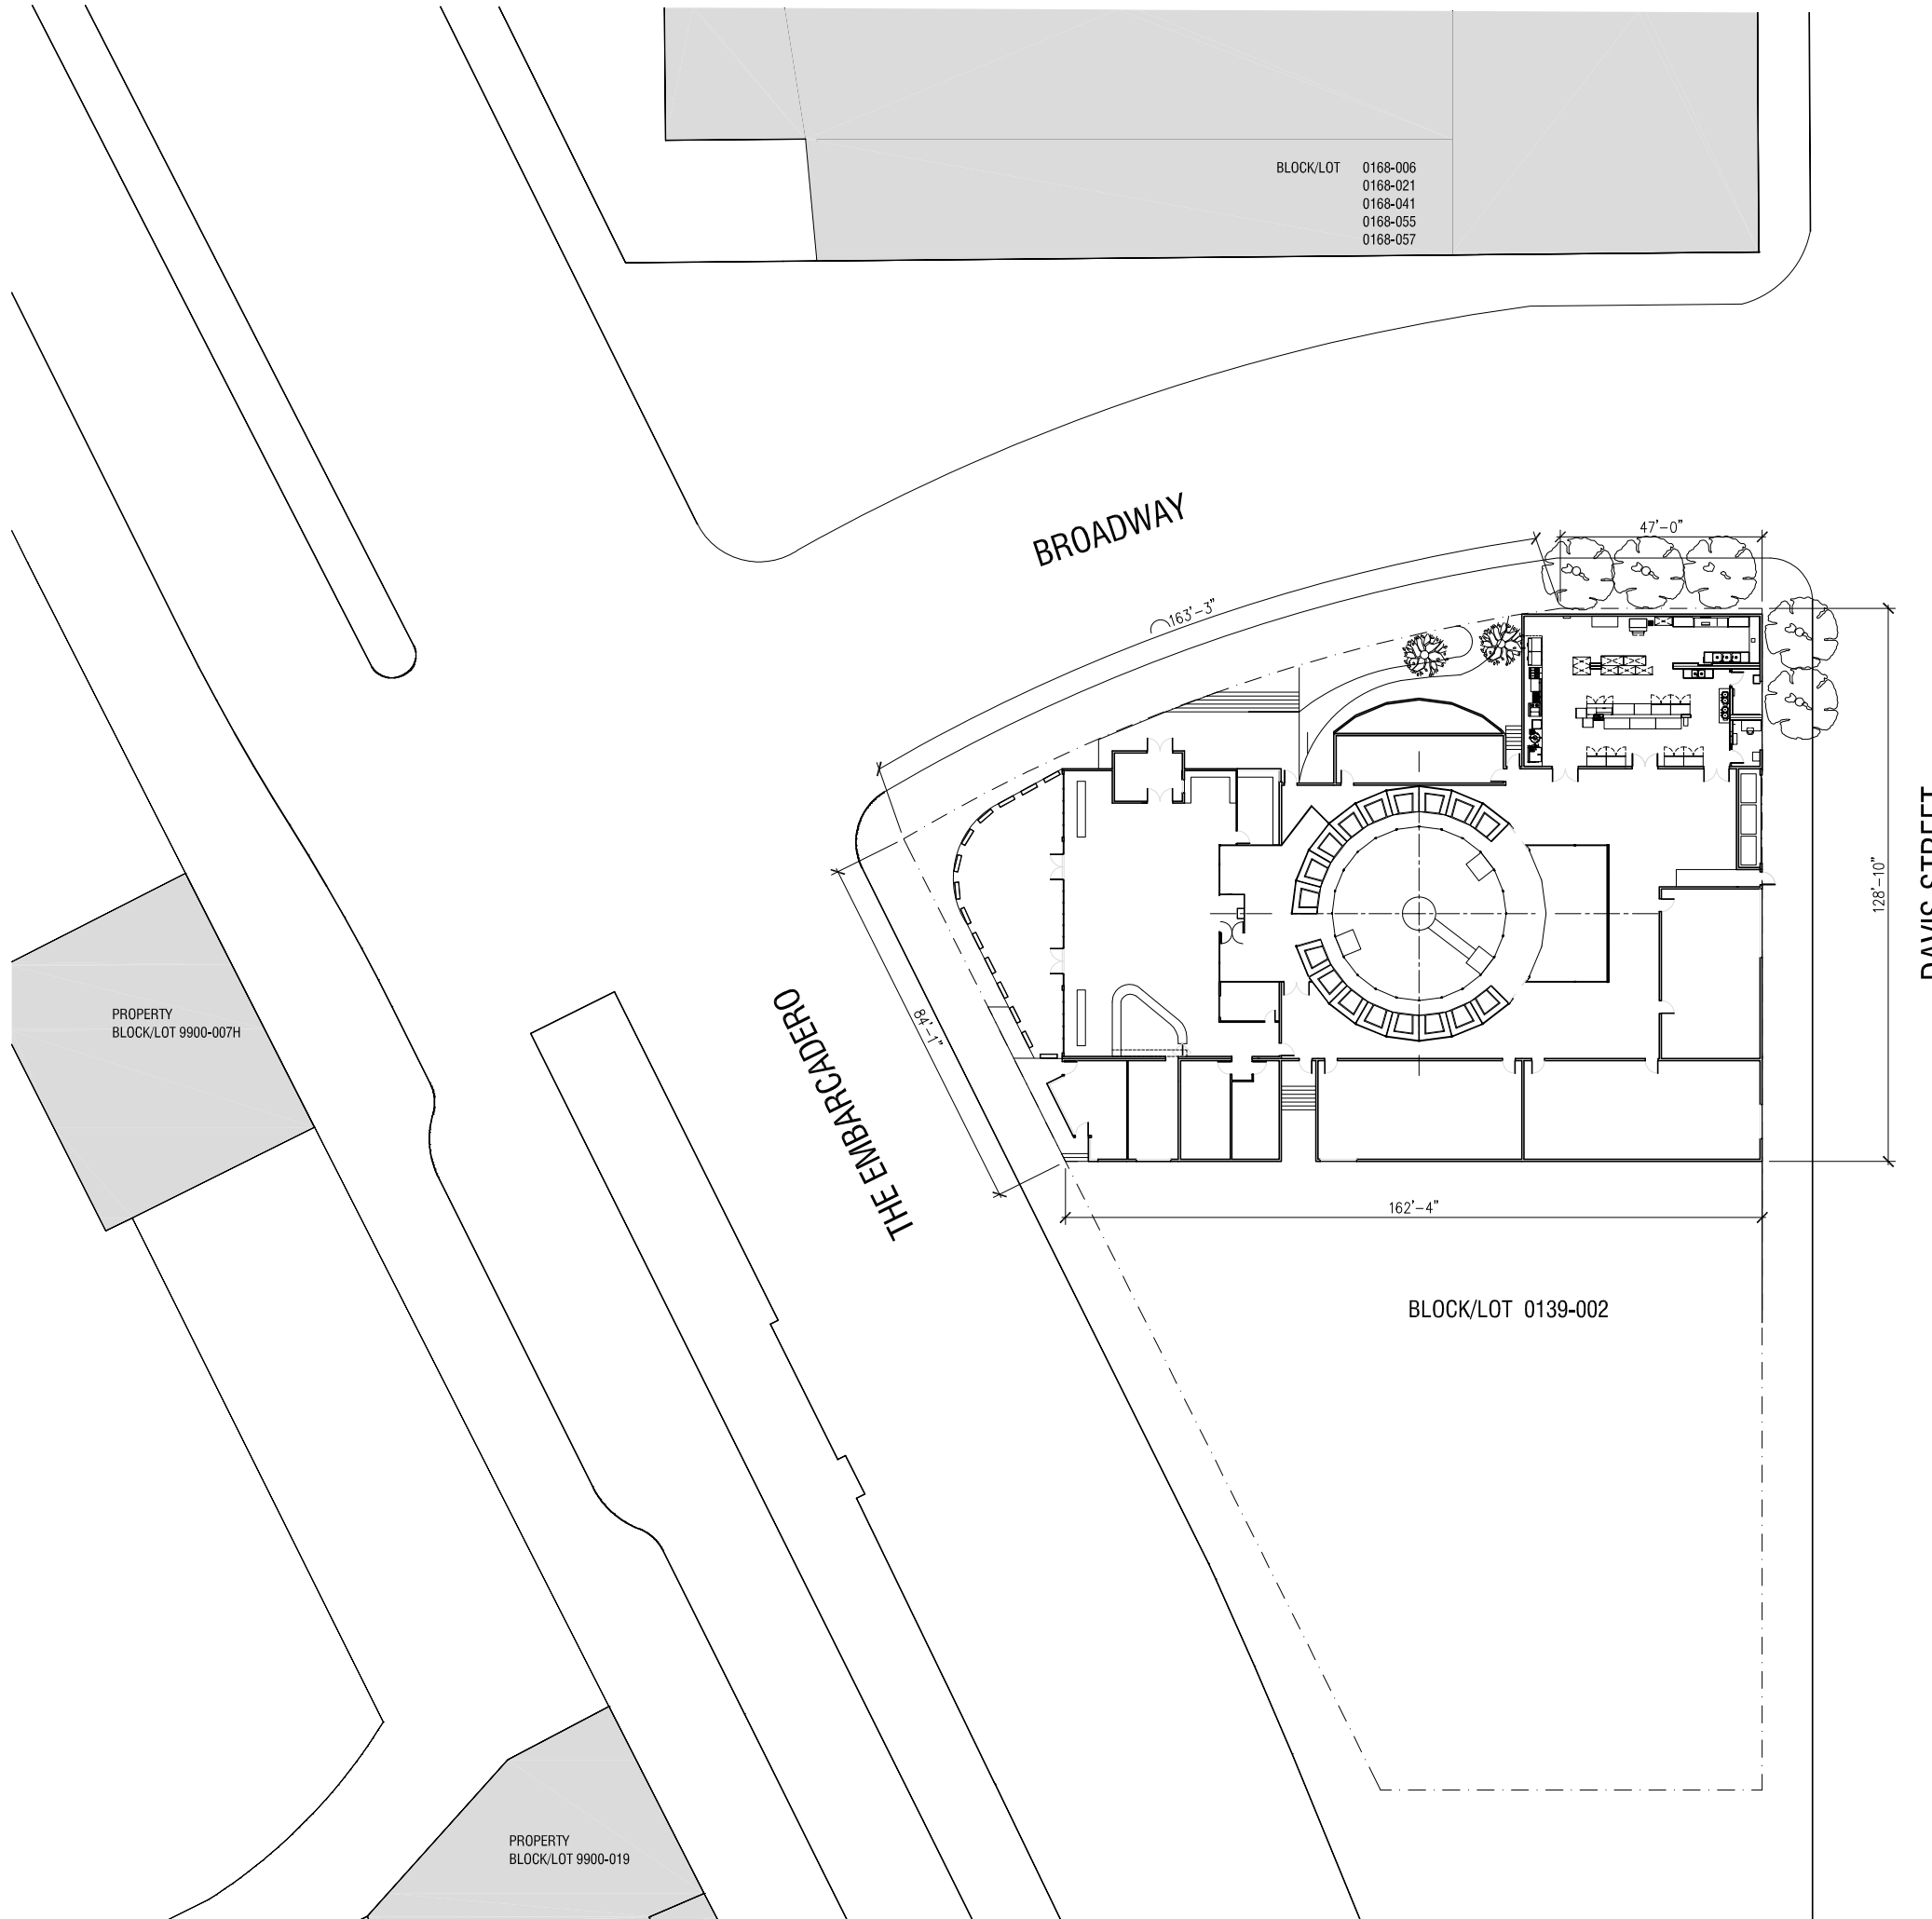 BLOCK/LOT 0168-006
0168-021
0168-041
0168-055
0168-057
BROADWAY
47'-0"
163'-3"
128'-10"
DAVIS STREET
PROPERTY
BLOCK/LOT 9900-007H
84'-1"
THE EMBARCADERO
162'-4"
BLOCK/LOT 0139-002
PROPERTY
BLOCK/LOT 9900-019